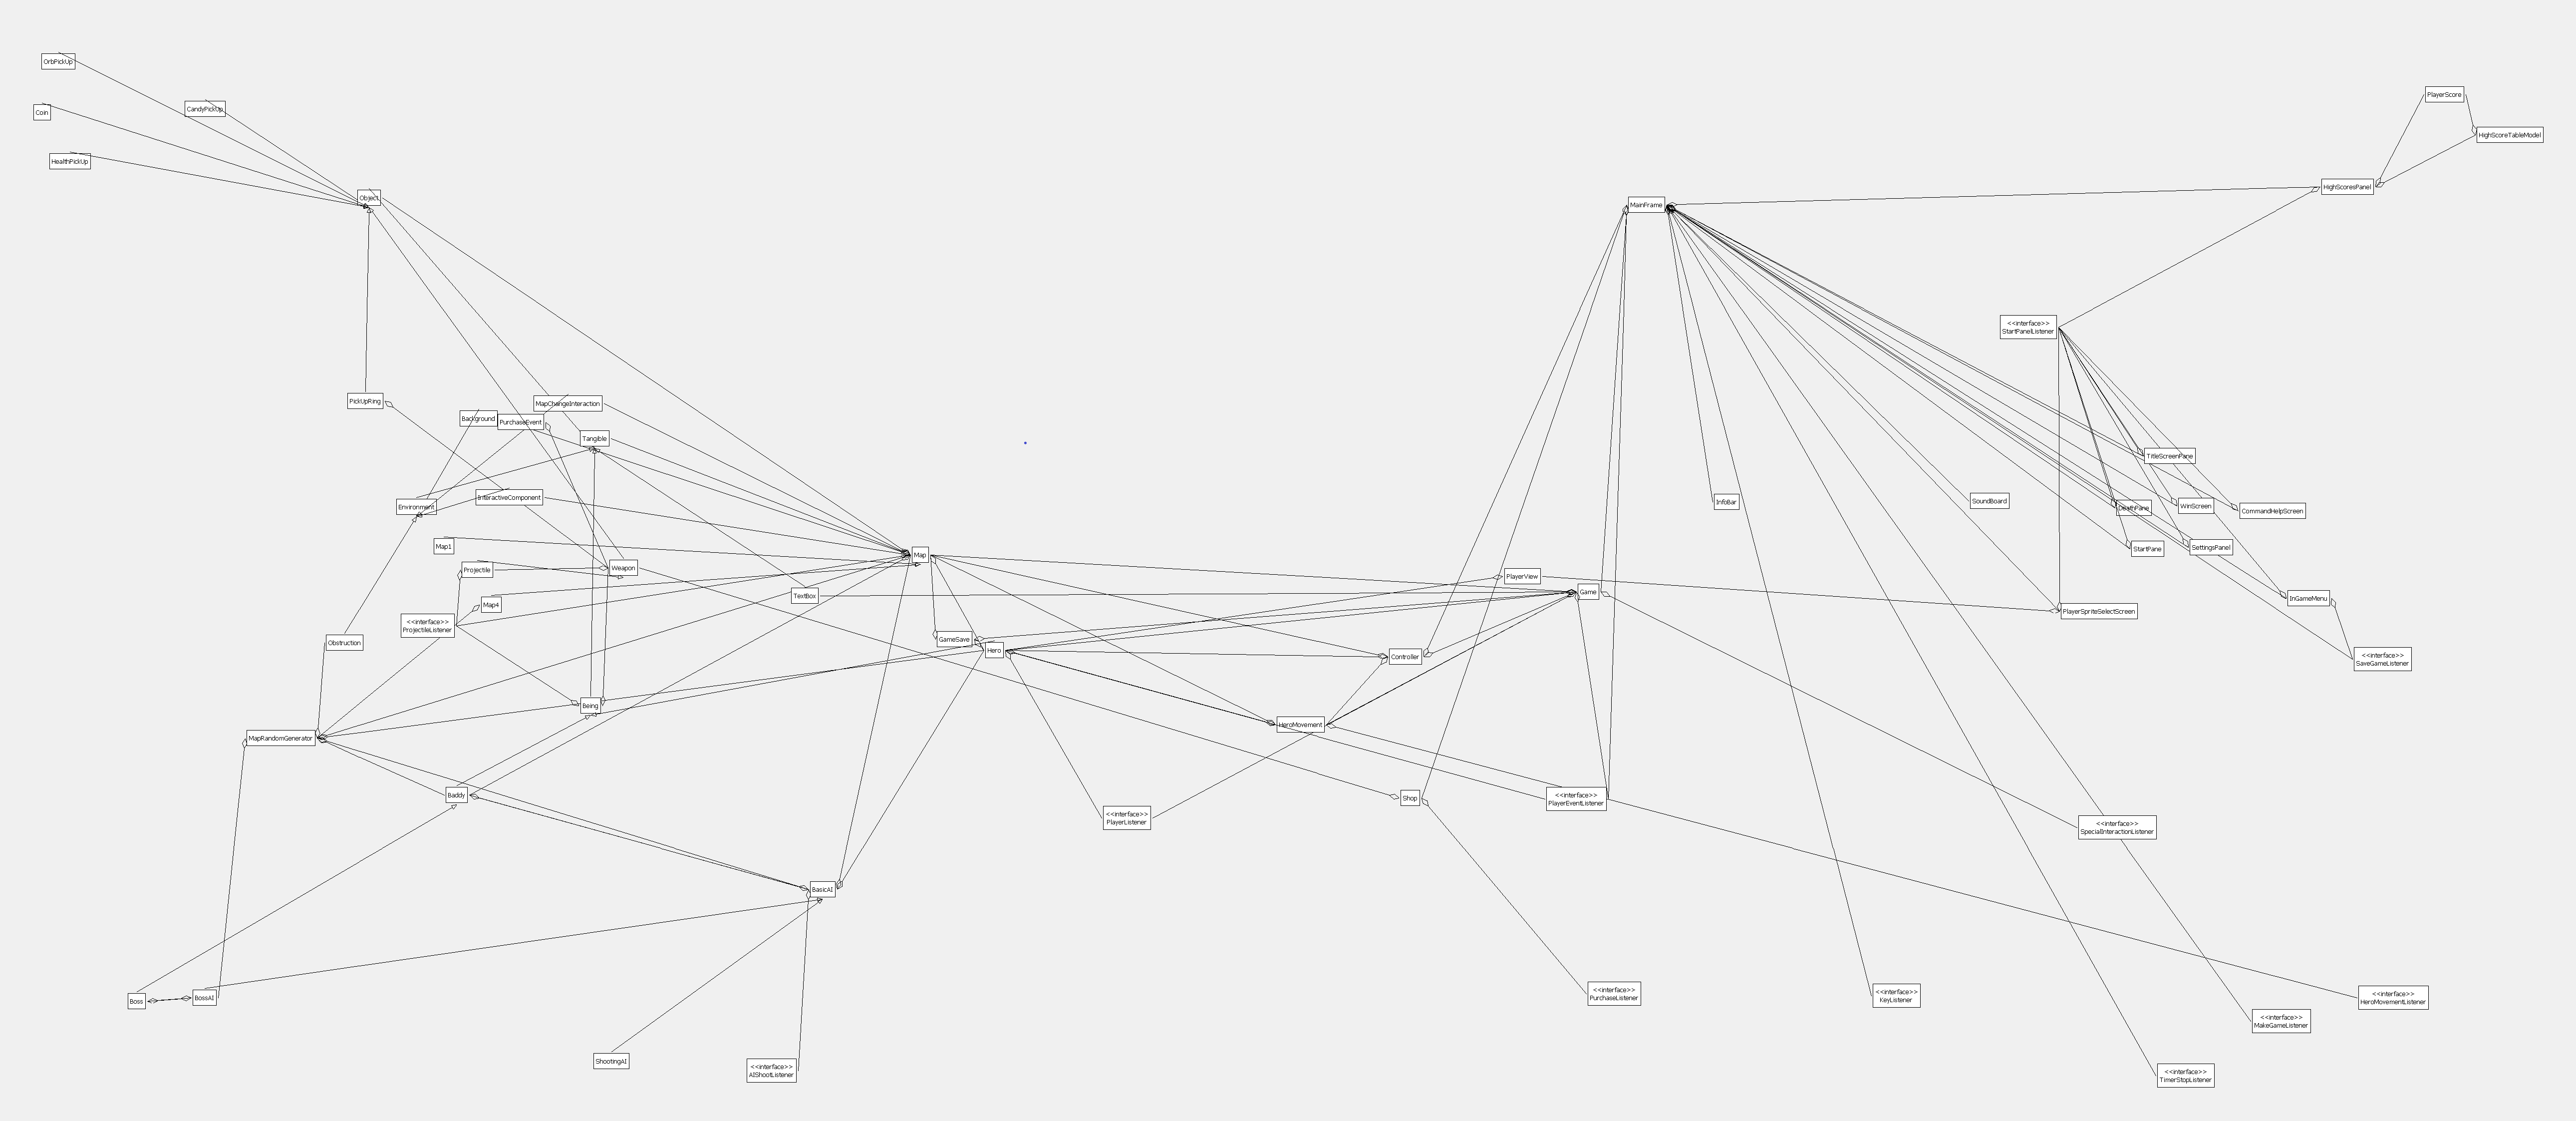 OrbPickUp
Coin
CandyPickUp
HealthPickUp
Object
PlayerScore
HighScoreTableModel
HighScoresPanel
MainFrame
<<interface>>
StartPanelListener
PickUpRing
Background
PurchaseEvent
MapChangeInteraction
Tangible
InteractiveComponent
Environment
Map1
Projectile
Weapon
Map4
<<interface>>
ProjectileListener
Obstruction
TextBox
Map
GameSave
Hero
PlayerView
Game
Controller
InfoBar
SoundBoard
TitleScreenPane
DeathPane
WinScreen
CommandHelpScreen
StartPane
SettingsPanel
InGameMenu
PlayerSpriteSelectScreen
<<interface>>
SaveGameListener
Being
MapRandomGenerator
HeroMovement
Baddy
<<interface>>
PlayerListener
Shop
<<interface>>
PlayerEventListener
<<interface>>
SpecialInteractionListener
BasicAI
Boss
BossAI
<<interface>>
PurchaseListener
<<interface>>
KeyListener
<<interface>>
HeroMovementListener
<<interface>>
MakeGameListener
ShootingAI
<<interface>>
AIShootListener
<<interface>>
TimerStopListener